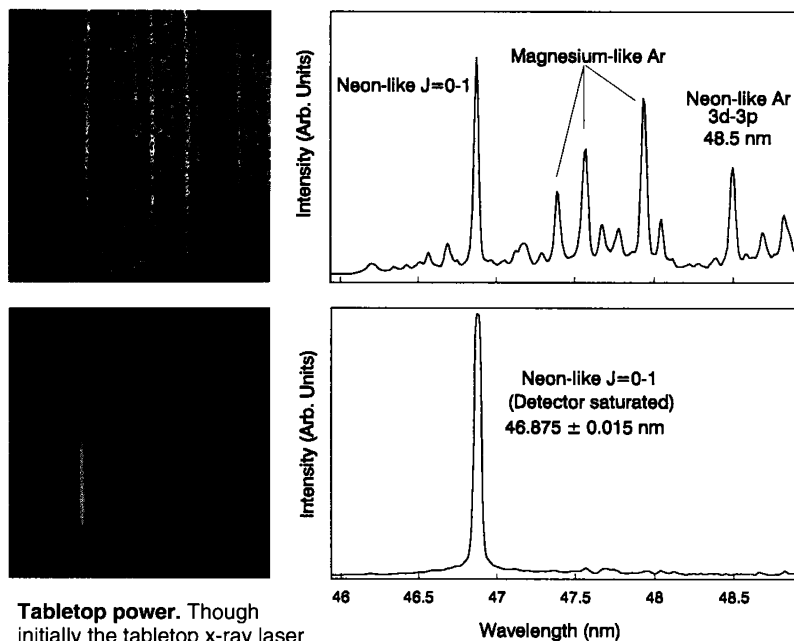 Intensity (Arb. Units)
Neon-like J=0-1
Magnesium-like Ar
Neon-like Ar
3d-3p
48.5 nm
Intensity (Arb. Units)
Neon-like J=0-1
(Detector saturated)
46.875 ± 0.015 nm
46 46.5 47 47.5 48 48.5
Wavelength (nm)
Tabletop power. Though
initially the tabletop x-ray laser